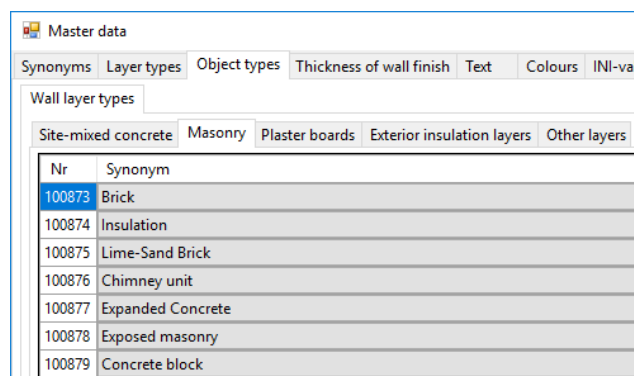 Master data
Synonyms Layer types Object types Thickness of wall finish Text Colours INI-va
Wall layer types
Site-mixed concrete Masonry Plaster boards Exterior insulation layers Other layers
Nr Synonym
100873 Brick
100874 Insulation
100875 Lime-Sand Brick
100876 Chimney unit
100877 Expanded Concrete
100878 Exposed masonry
100879 Concrete block